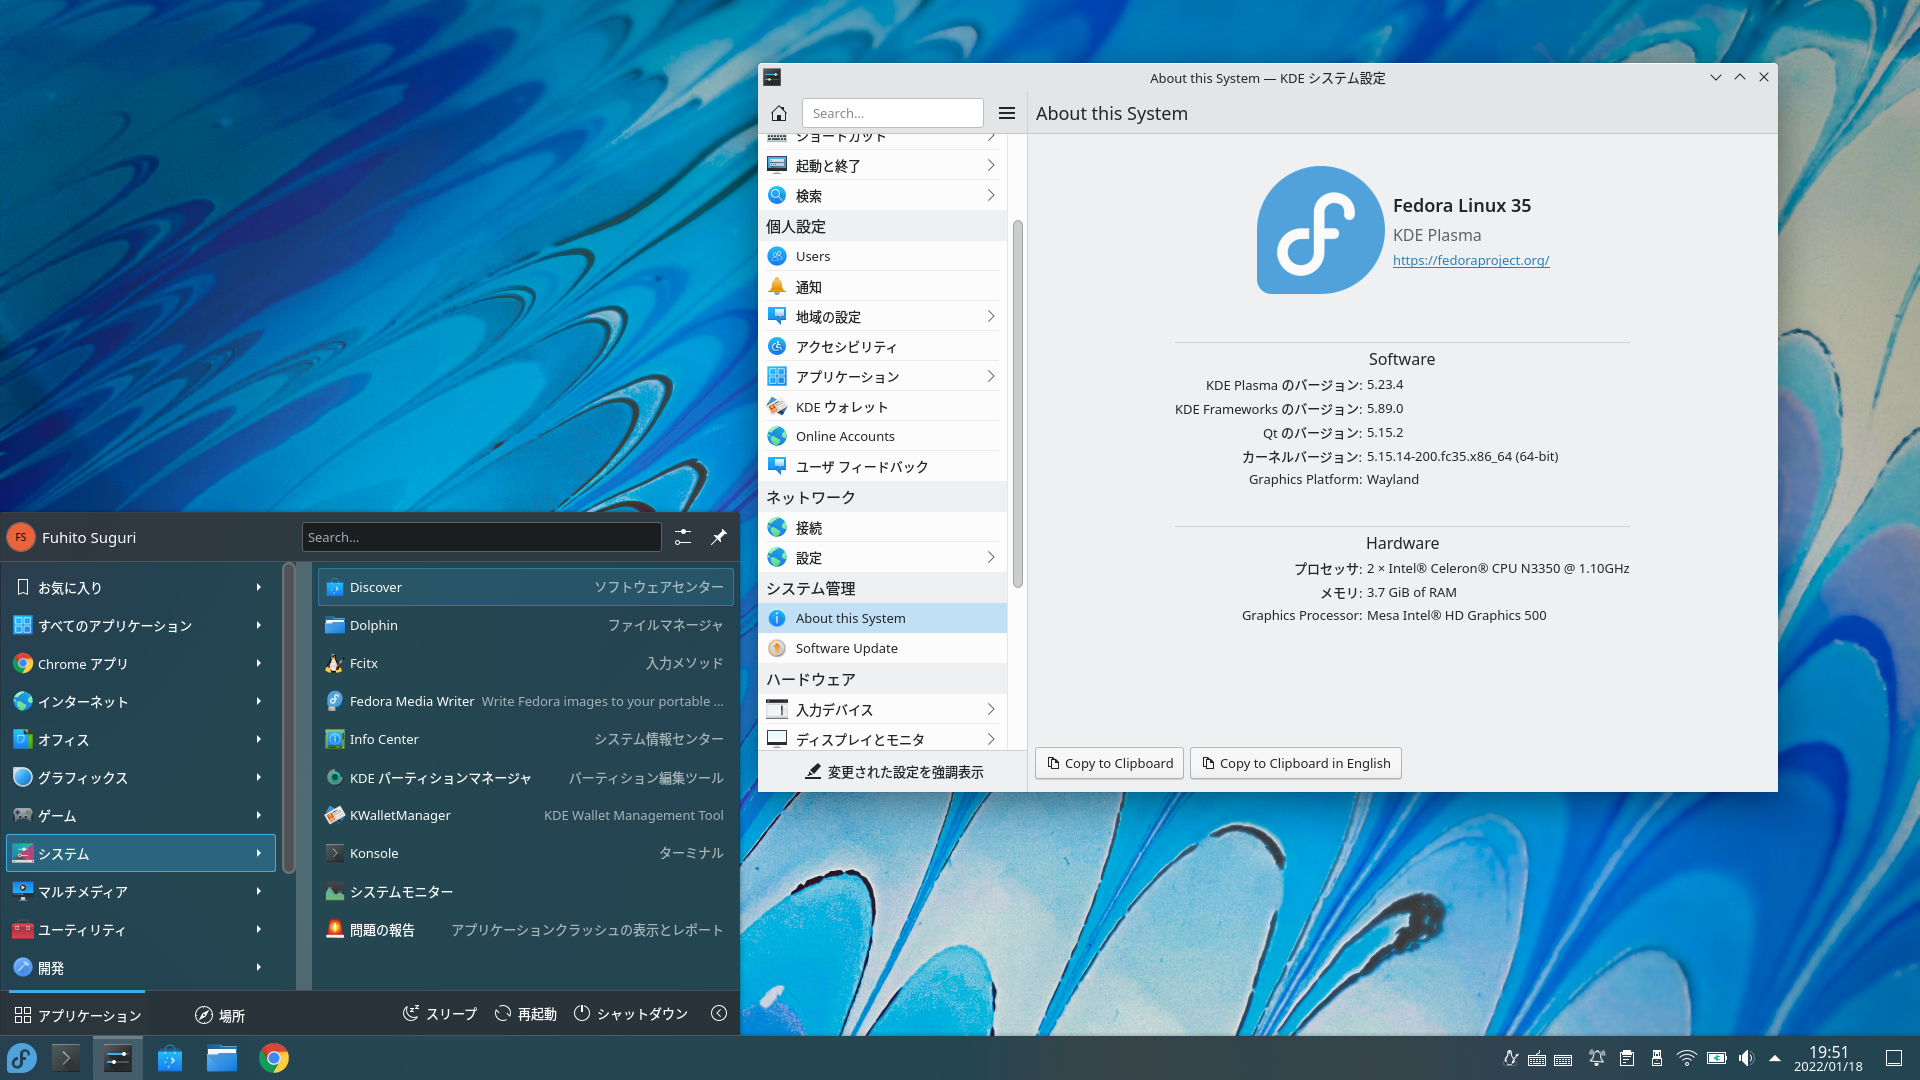 About this System — KDE システム設定
Search...
About this System
ショートカット
起動と終了
検索
個人設定
Users
通知
地域の設定
アクセシビリティ
アプリケーション
KDE ウォレット
Online Accounts
ユーザ フィードバック
ネットワーク
接続
設定
システム管理
About this System
Software Update
ハードウェア
入力デバイス
ディスプレイとモニタ
変更された設定を強調表示
Fedora Linux 35
KDE Plasma
https://fedoraproject.org/
Software
KDE Plasma のバージョン: 5.23.4
KDE Frameworks のバージョン: 5.89.0
Qt のバージョン: 5.15.2
カーネルバージョン: 5.15.14-200.fc35.x86_64 (64-bit)
Graphics Platform: Wayland
Hardware
プロセッサ: 2 × Intel® Celeron® CPU N3350 @ 1.10GHz
メモリ: 3.7 GiB of RAM
Graphics Processor: Mesa Intel® HD Graphics 500
Copy to Clipboard
Copy to Clipboard in English
FS
Fuhito Suguri
Search...
お気に入り
すべてのアプリケーション
Chrome アプリ
インターネット
オフィス
グラフィックス
ゲーム
システム
マルチメディア
ユーティリティ
開発
Discover ソフトウェアセンター
Dolphin ファイルマネージャ
Fcitx 入力メソッド
Fedora Media Writer Write Fedora images to your portable ...
Info Center システム情報センター
KDE パーティションマネージャ パーティション編集ツール
KWalletManager KDE Wallet Management Tool
Konsole ターミナル
システムモニター
問題の報告 アプリケーションクラッシュの表示とレポート
アプリケーション
場所
スリープ
再起動
シャットダウン
19:51
2022/01/18